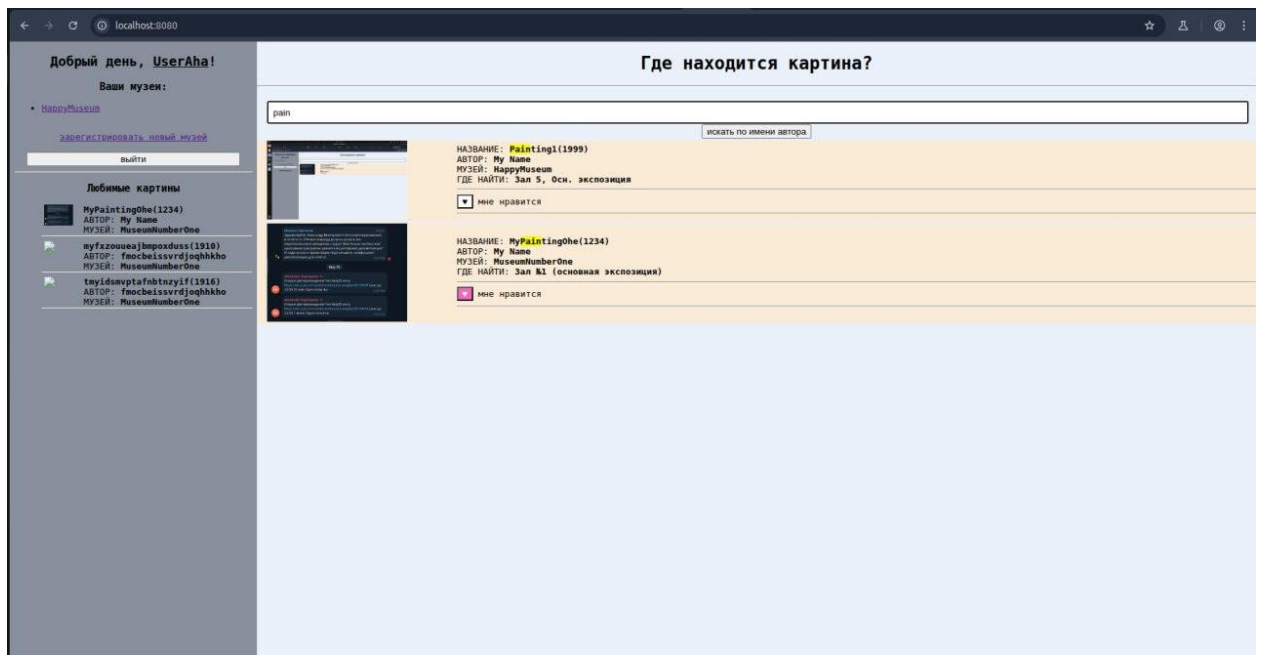 localhost:8080
Добрый день, UserAha!
Ваши музеи:
HappyMuseum
зарегистрировать новый музей
выйти
Любимые картины
MyPaintingOhe(1234)
АВТОР: My Name
МУЗЕЙ: MuseumNumberOne
myfxzouueajbmpoxduss(1910)
АВТОР: fmocbeissvrdjoqhhkho
МУЗЕЙ: MuseumNumberOne
tmyidsmvptafnbtnzyif(1916)
АВТОР: fmocbeissvrdjoqhhkho
МУЗЕЙ: MuseumNumberOne
Где находится картина?
pain
искать по имени автора
НАЗВАНИЕ: Painting1(1999)
АВТОР: My Name
МУЗЕЙ: HappyMuseum
ГДЕ НАЙТИ: Зал 5, Осн. экспозиция
мне нравится
НАЗВАНИЕ: MyPaintingOhe(1234)
АВТОР: My Name
МУЗЕЙ: MuseumNumberOne
ГДЕ НАЙТИ: Зал №1 (основная экспозиция)
мне нравится